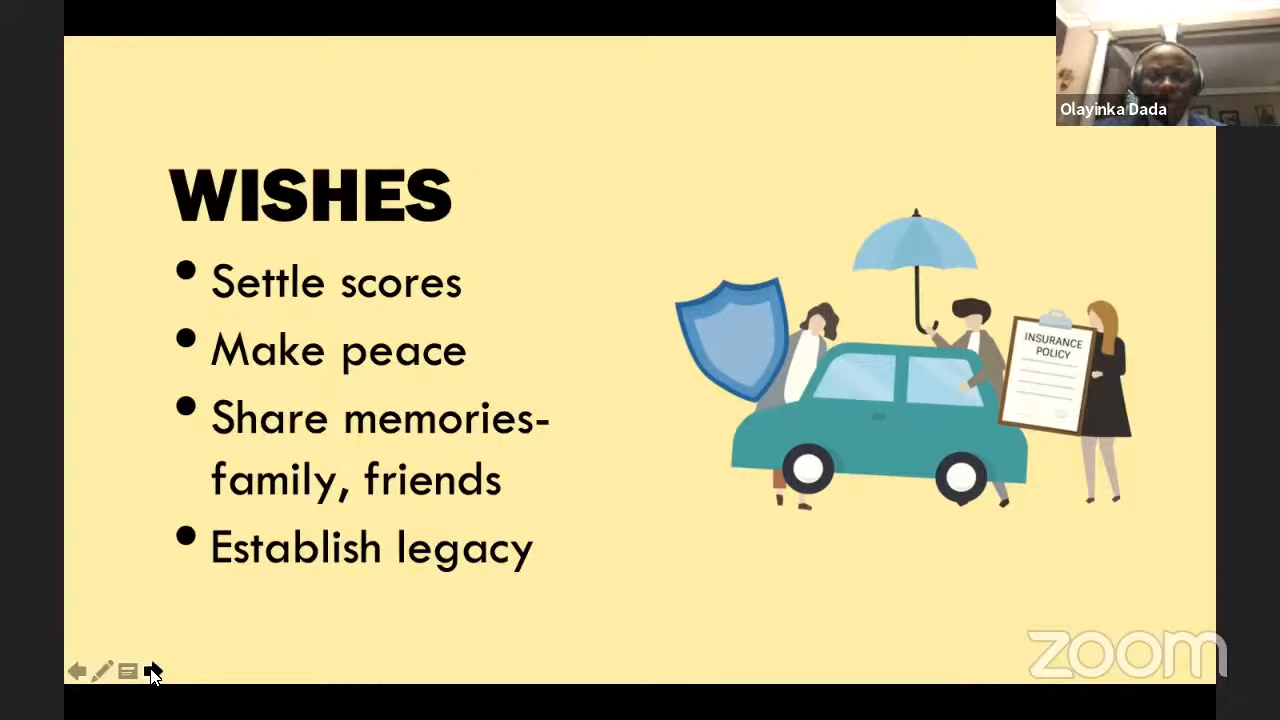 Olayinka Dada
WISHES
• Settle scores
• Make peace
• Share memories-
family, friends
• Establish legacy
INSURANCE
POLICY
zoom